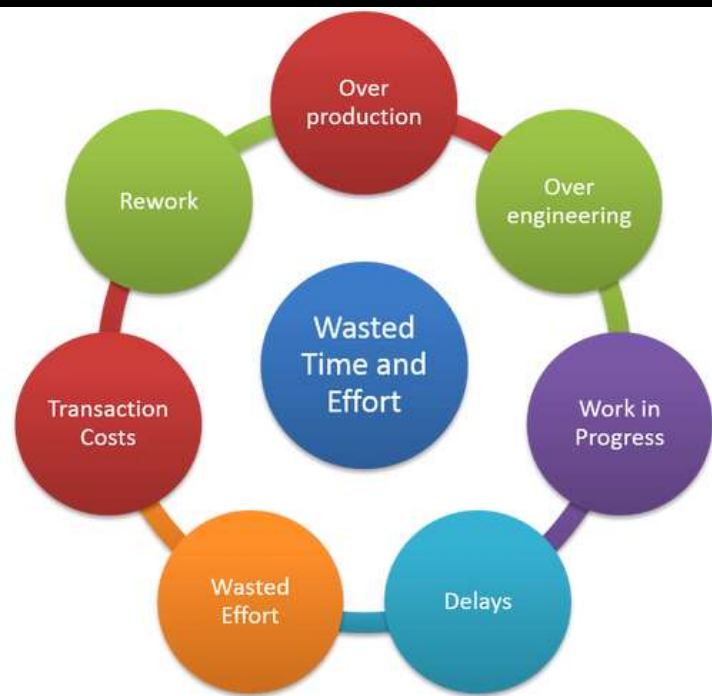 Over
production
Over
engineering
Work in
Progress
Delays
Wasted
Effort
Transaction
Costs
Rework
Wasted
Time and
Effort